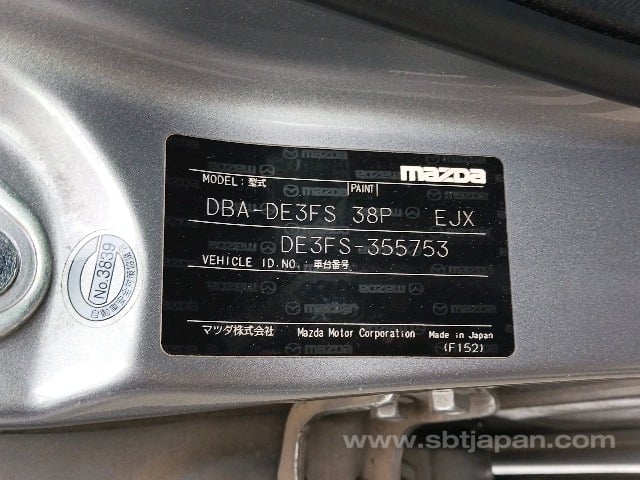 mazda
MODEL: 型式 PAINT
DBA-DE3FS 38P EJX
DE3FS-355753
VEHICLE ID.NO.: 車台番号
マツダ株式会社 Mazda Motor Corporation Made in Japan
(F152)
No.3839
www.sbtjapan.com